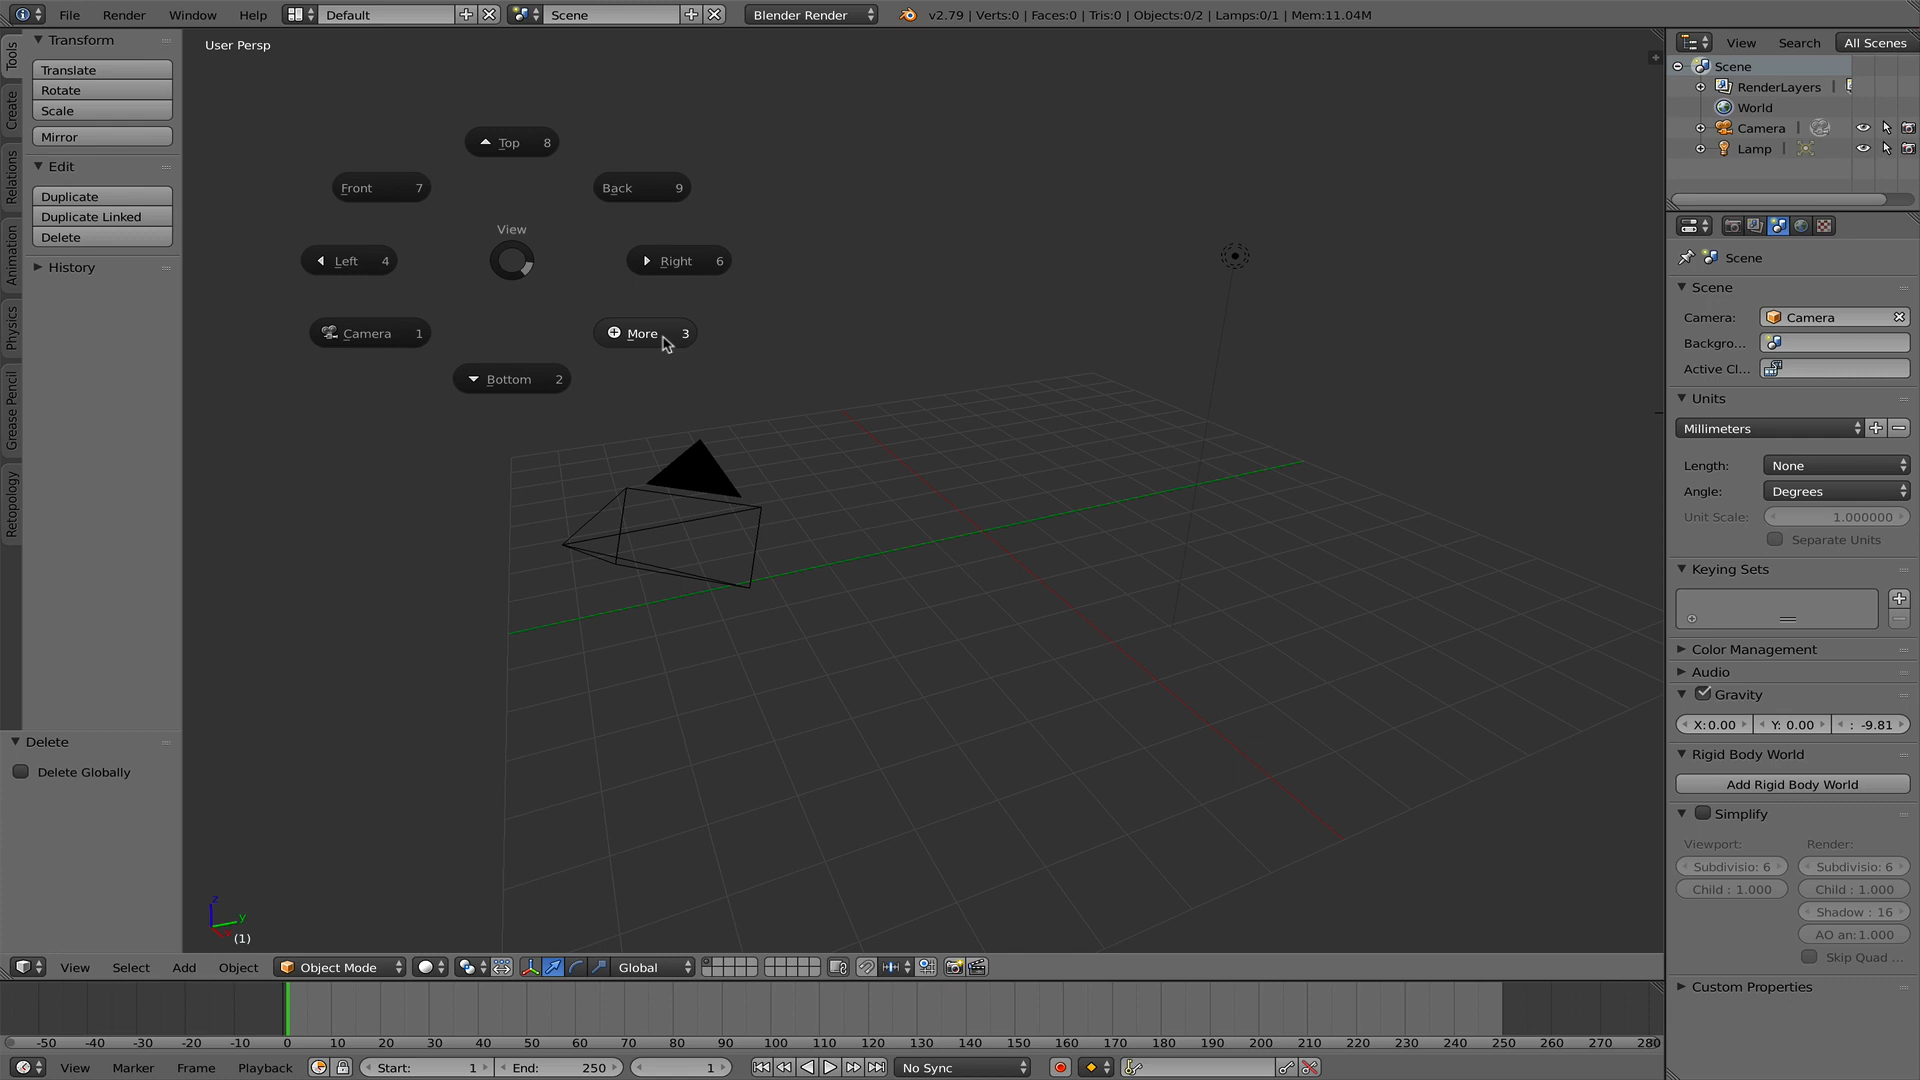 File Render Window Help Default Scene Blender Render v2.79 | Verts:0 | Faces:0 | Tris:0 | Objects:0/2 | Lamps:0/1 | Mem:11.04M
Tools
Create
Relations
Animation
Physics
Grease Pencil
Retopology
Transform
Translate
Rotate
Scale
Mirror
Edit
Duplicate
Duplicate Linked
Delete
History
Delete
Delete Globally
User Persp
Top 8
Front 7
Back 9
View
Left 4
Right 6
Camera 1
More 3
Bottom 2
z
y
(1)
View Select Add Object Object Mode Global
-50 -40 -30 -20 -10 0 10 20 30 40 50 60 70 80 90 100 110 120 130 140 150 160 170 180 190 200 210 220 230 240 250 260 270 280
View Marker Frame Playback Start: 1 End: 250 1 No Sync
View Search All Scenes
Scene
RenderLayers
World
Camera
Lamp
Scene
Scene
Camera: Camera
Backgro...
Active Cl...
Units
Millimeters
Length: None
Angle: Degrees
Unit Scale: 1.000000
Separate Units
Keying Sets
Color Management
Audio
Gravity
X: 0.00 Y: 0.00 : -9.81
Rigid Body World
Add Rigid Body World
Simplify
Viewport: Render:
Subdivisio: 6 Subdivisio: 6
Child : 1.000 Child : 1.000
Shadow : 16
AO an: 1.000
Skip Quad ...
Custom Properties